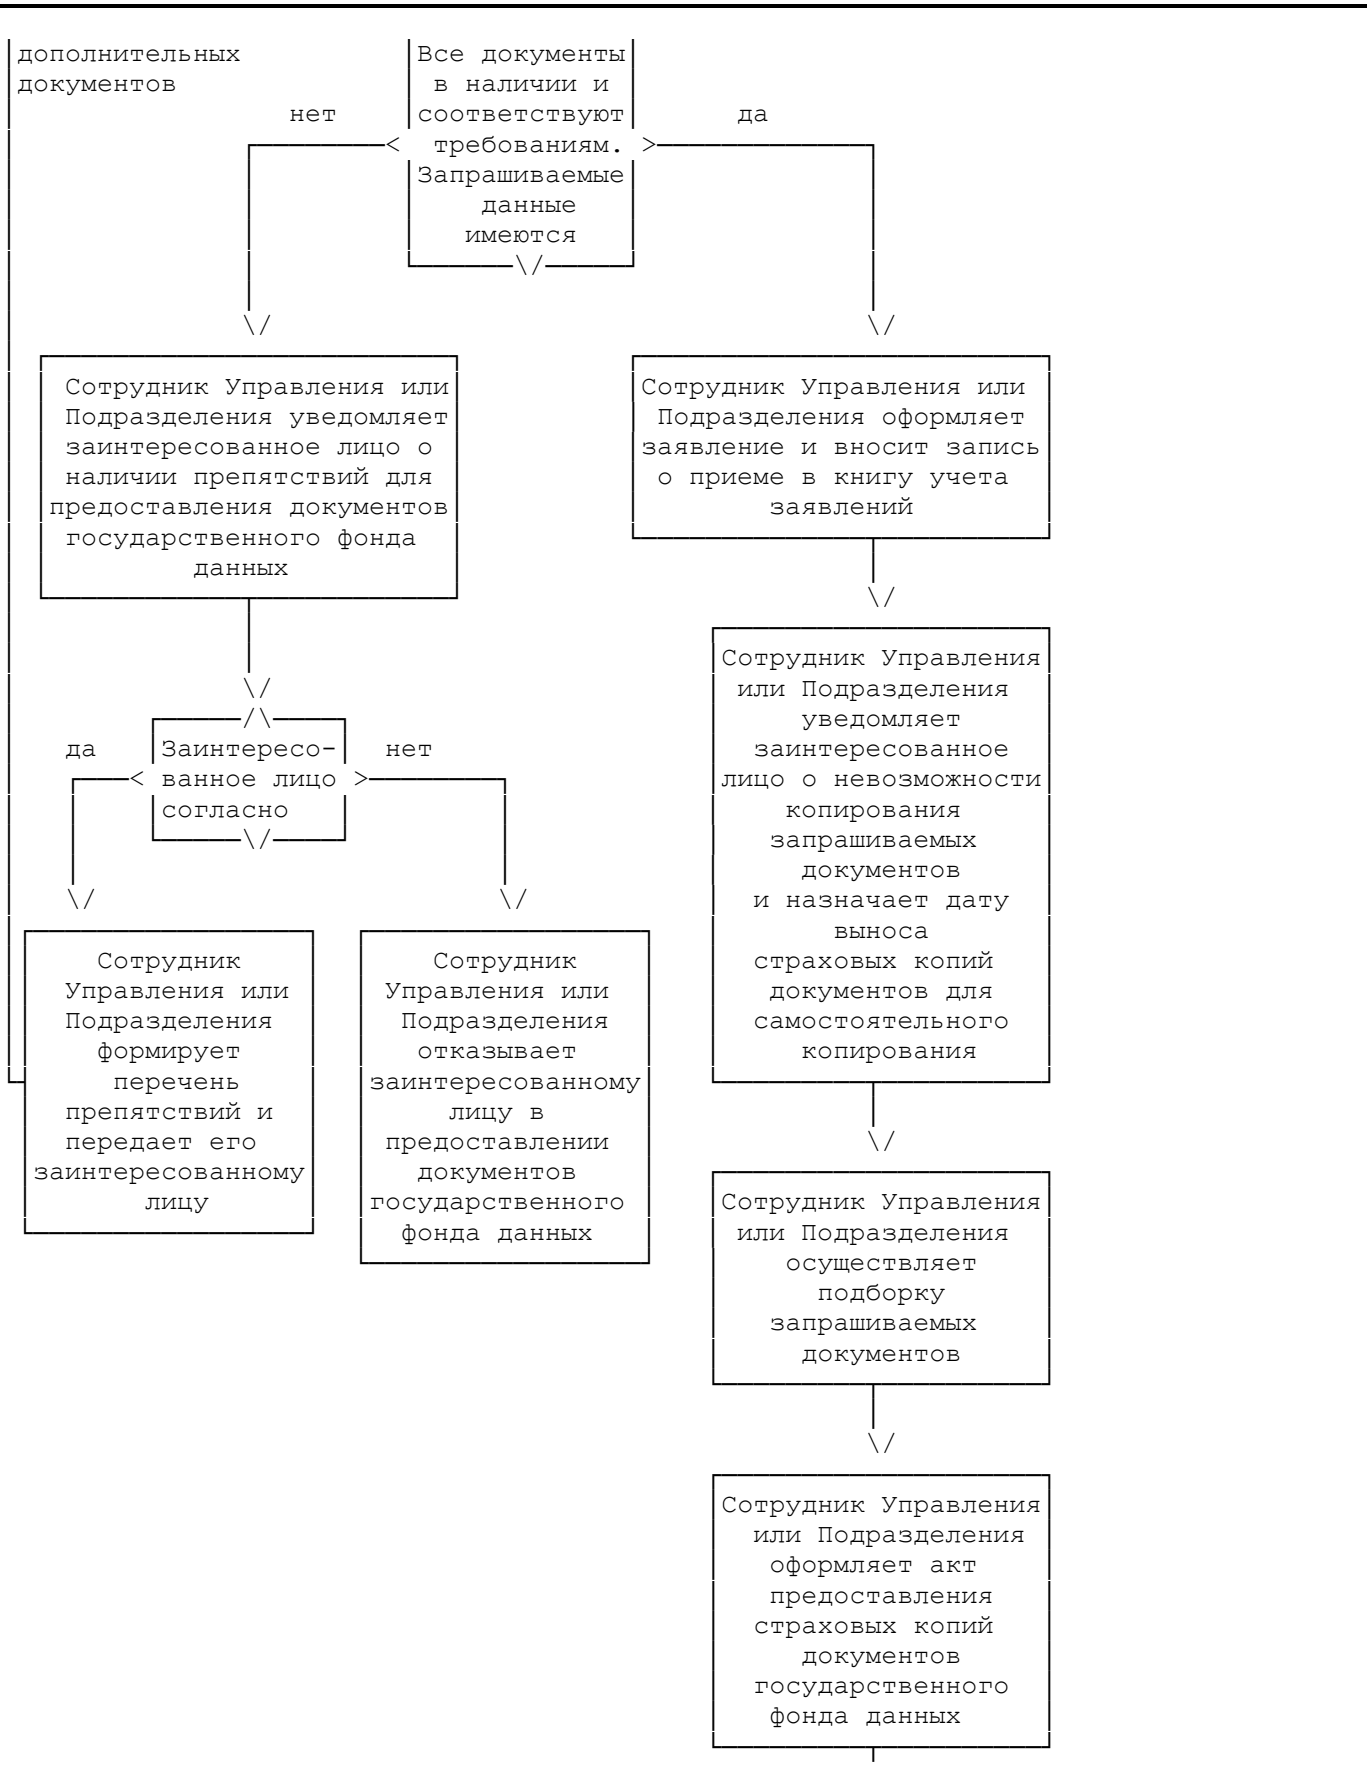 дополнительных
документов
Все документы
в наличии и
соответствуют
требованиям.
Запрашиваемые
данные
имеются
нет
да
Сотрудник Управления или
Подразделения уведомляет
заинтересованное лицо о
наличии препятствий для
предоставления документов
государственного фонда
данных
Сотрудник Управления или
Подразделения оформляет
заявление и вносит запись
о приеме в книгу учета
заявлений
Заинтересо-
ванное лицо
согласно
да
нет
Сотрудник
Управления или
Подразделения
формирует
перечень
препятствий и
передает его
заинтересованному
лицу
Сотрудник
Управления или
Подразделения
отказывает
заинтересованному
лицу в
предоставлении
документов
государственного
фонда данных
Сотрудник Управления
или Подразделения
уведомляет
заинтересованное
лицо о невозможности
копирования
запрашиваемых
документов
и назначает дату
выноса
страховых копий
документов для
самостоятельного
копирования
Сотрудник Управления
или Подразделения
осуществляет
подборку
запрашиваемых
документов
Сотрудник Управления
или Подразделения
оформляет акт
предоставления
страховых копий
документов
государственного
фонда данных